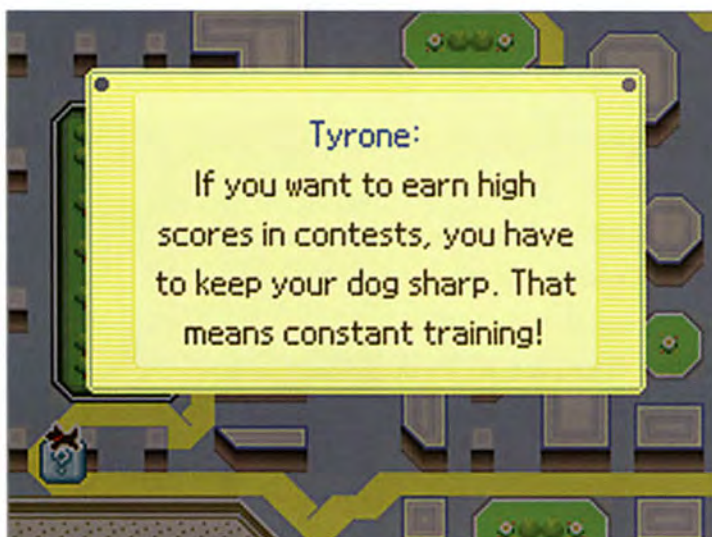 Tyrone:
If you want to earn high
scores in contests, you have
to keep your dog sharp. That
means constant training!